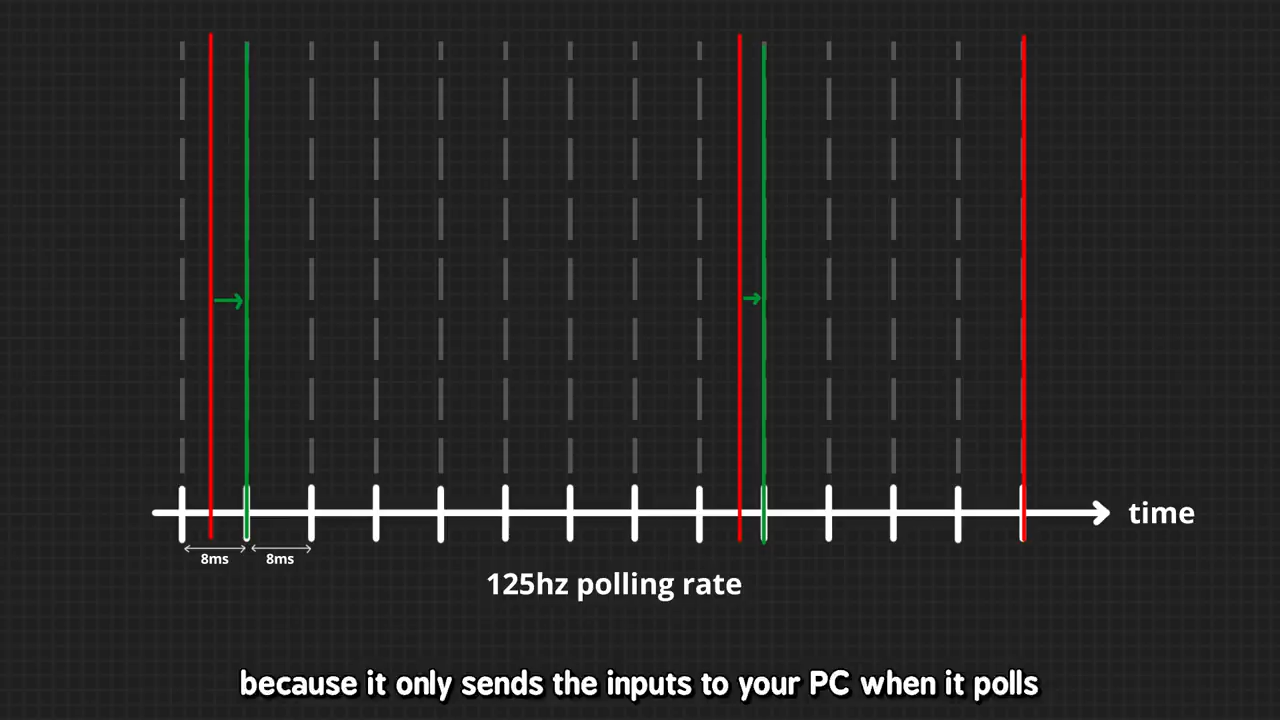 time
8ms
8ms
125hz polling rate
because it only sends the inputs to your PC when it polls